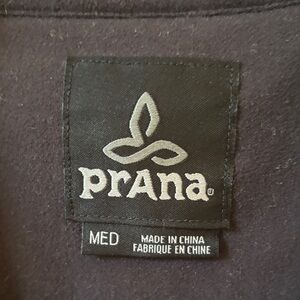 prAna®
MED
MADE IN CHINA
FABRIQUE EN CHINE